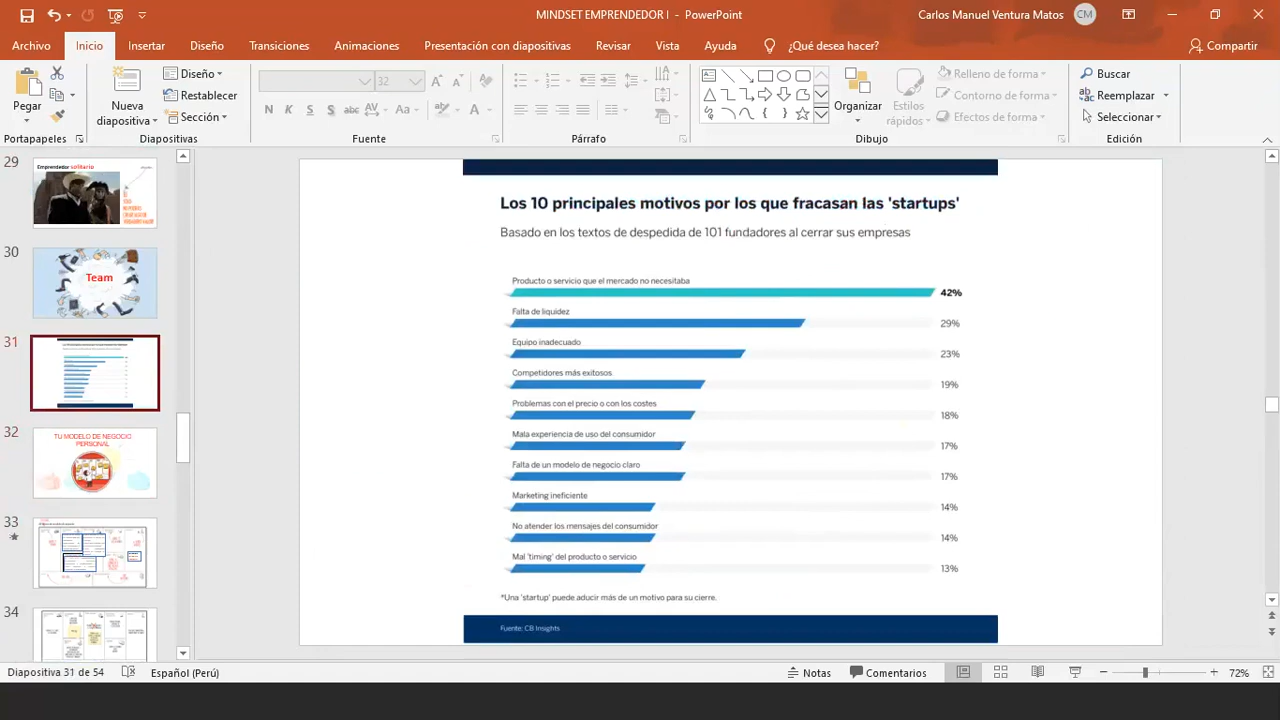 MINDSET EMPRENDEDOR I - PowerPoint
Carlos Manuel Ventura Matos
CM
Archivo
Inicio
Insertar
Diseño
Transiciones
Animaciones
Presentación con diapositivas
Revisar
Vista
Ayuda
¿Qué desea hacer?
Compartir
Pegar
Nueva
diapositiva
Diseño
Restablecer
Sección
32
N K S S abc AV Aa
A
Organizar
Estilos
rápidos
Relleno de forma
Contorno de forma
Efectos de forma
Buscar
Reemplazar
Seleccionar
Portapapeles
Diapositivas
Fuente
Párrafo
Dibujo
Edición
29
Emprendedor solitario
30
Team
31
32
TU MODELO DE NEGOCIO
PERSONAL
33
34
Los 10 principales motivos por los que fracasan las 'startups'
Basado en los textos de despedida de 101 fundadores al cerrar sus empresas
Producto o servicio que el mercado no necesitaba
42%
Falta de liquidez
29%
Equipo inadecuado
23%
Competidores más exitosos
19%
Problemas con el precio o con los costes
18%
Mala experiencia de uso del consumidor
17%
Falta de un modelo de negocio claro
17%
Marketing ineficiente
14%
No atender los mensajes del consumidor
14%
Mal 'timing' del producto o servicio
13%
*Una 'startup' puede aducir más de un motivo para su cierre.
Fuente: CB Insights
Diapositiva 31 de 54
Español (Perú)
Notas
Comentarios
72%